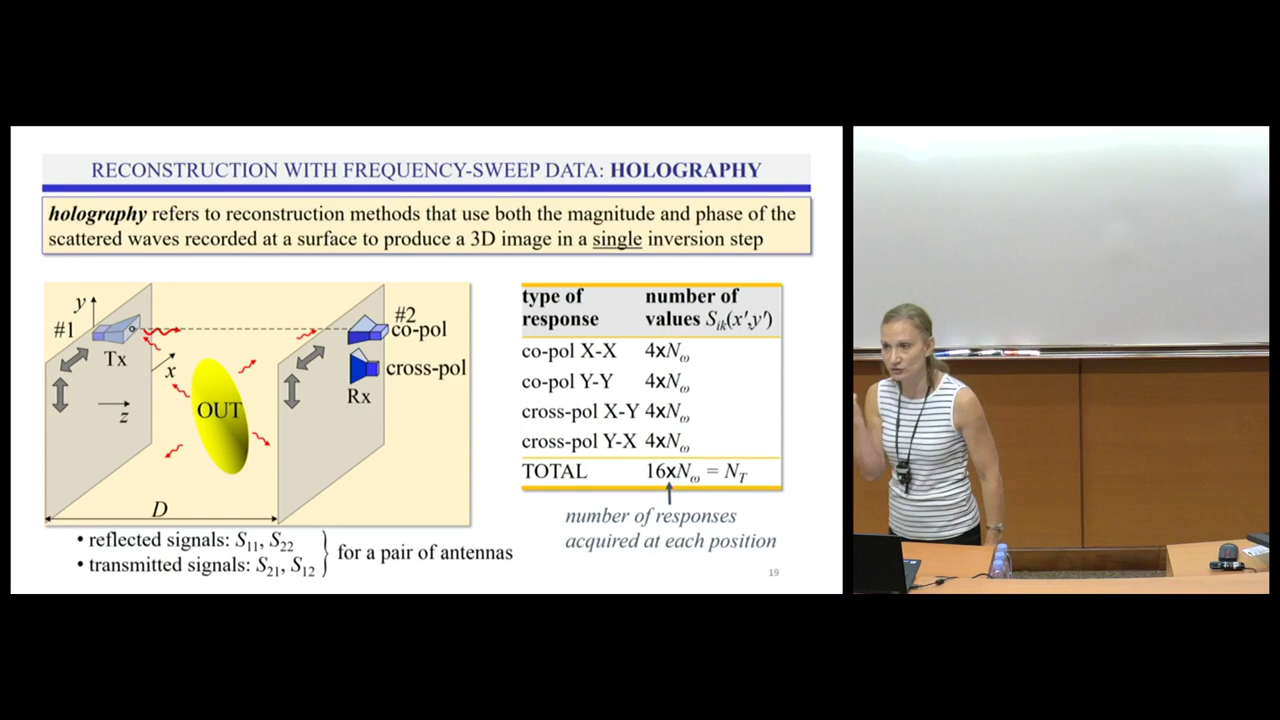 RECONSTRUCTION WITH FREQUENCY-SWEEP DATA: HOLOGRAPHY
holography refers to reconstruction methods that use both the magnitude and phase of the
scattered waves recorded at a surface to produce a 3D image in a single inversion step
y
#1
Tx
x
z
OUT
D
#2
co-pol
cross-pol
Rx
• reflected signals: S11, S22
• transmitted signals: S21, S12
for a pair of antennas
type of response number of values Sik(x′,y′)
co-pol X-X 4xNω
co-pol Y-Y 4xNω
cross-pol X-Y 4xNω
cross-pol Y-X 4xNω
TOTAL 16xNω = NT
number of responses
acquired at each position
19